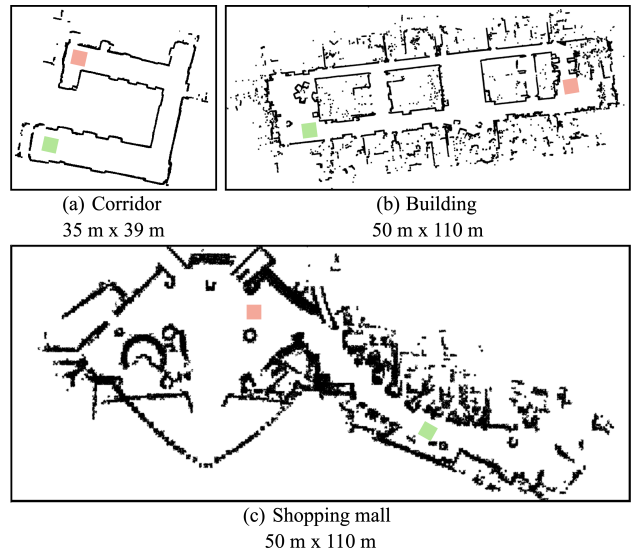 (a) Corridor
35 m x 39 m
(b) Building
50 m x 110 m
(c) Shopping mall
50 m x 110 m